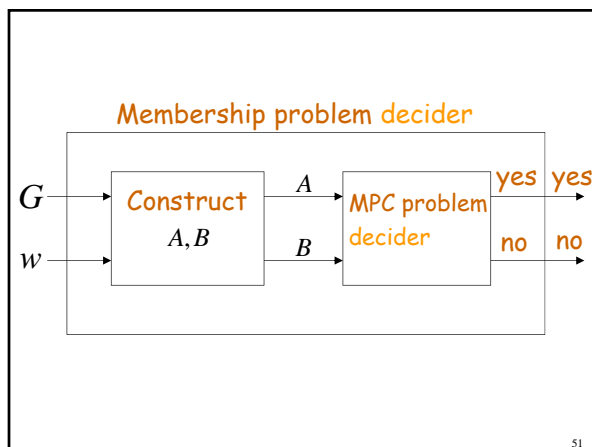 Membership problem decider
G
w
Construct
A, B
A
B
MPC problem
decider
yes yes
no no
51